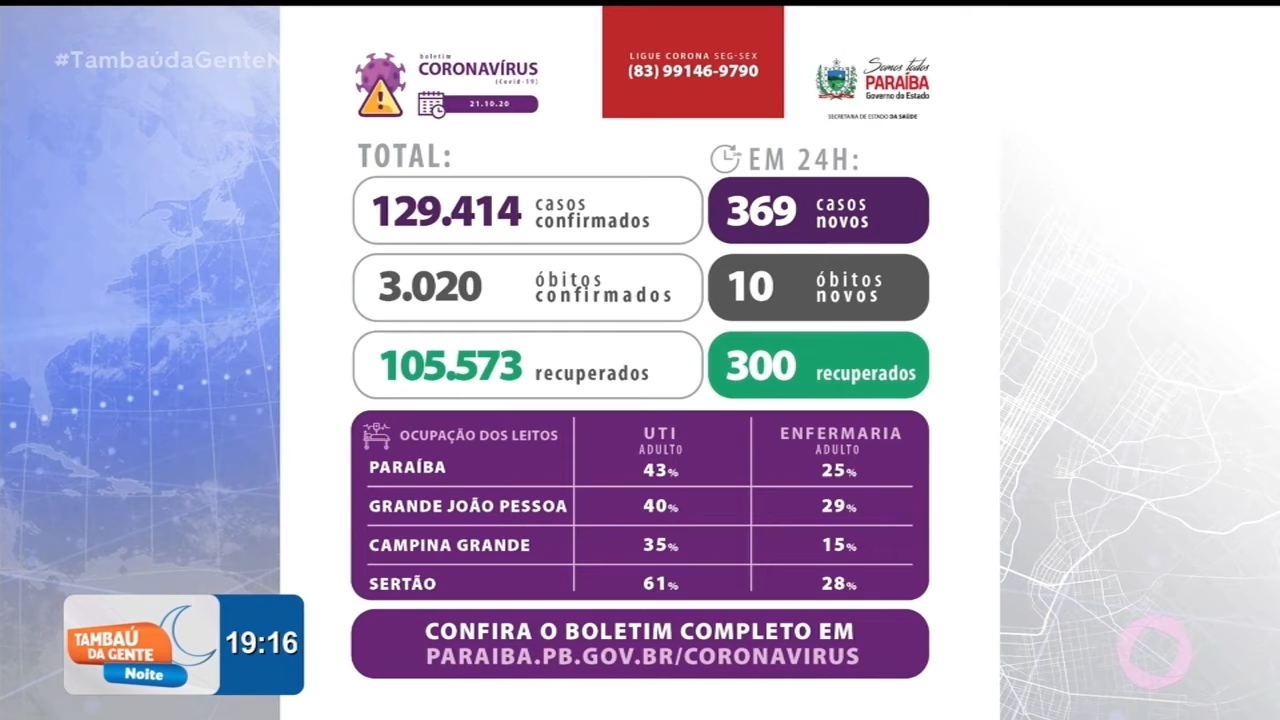 #TambaúdaGenteN
boletim
CORONAVÍRUS
(Covid-19)
21.10.20
LIGUE CORONA SEG-SEX
(83) 99146-9790
Somos todos
PARAÍBA
Governo do Estado
SECRETARIA DE ESTADO DA SAÚDE
TOTAL:
EM 24H:
129.414 casos confirmados
369 casos novos
3.020 óbitos confirmados
10 óbitos novos
105.573 recuperados
300 recuperados
OCUPAÇÃO DOS LEITOS UTI ADULTO ENFERMARIA ADULTO
PARAÍBA 43% 25%
GRANDE JOÃO PESSOA 40% 29%
CAMPINA GRANDE 35% 15%
SERTÃO 61% 28%
CONFIRA O BOLETIM COMPLETO EM
PARAIBA.PB.GOV.BR/CORONAVIRUS
TAMBAÚ
DA GENTE
Noite
19:16